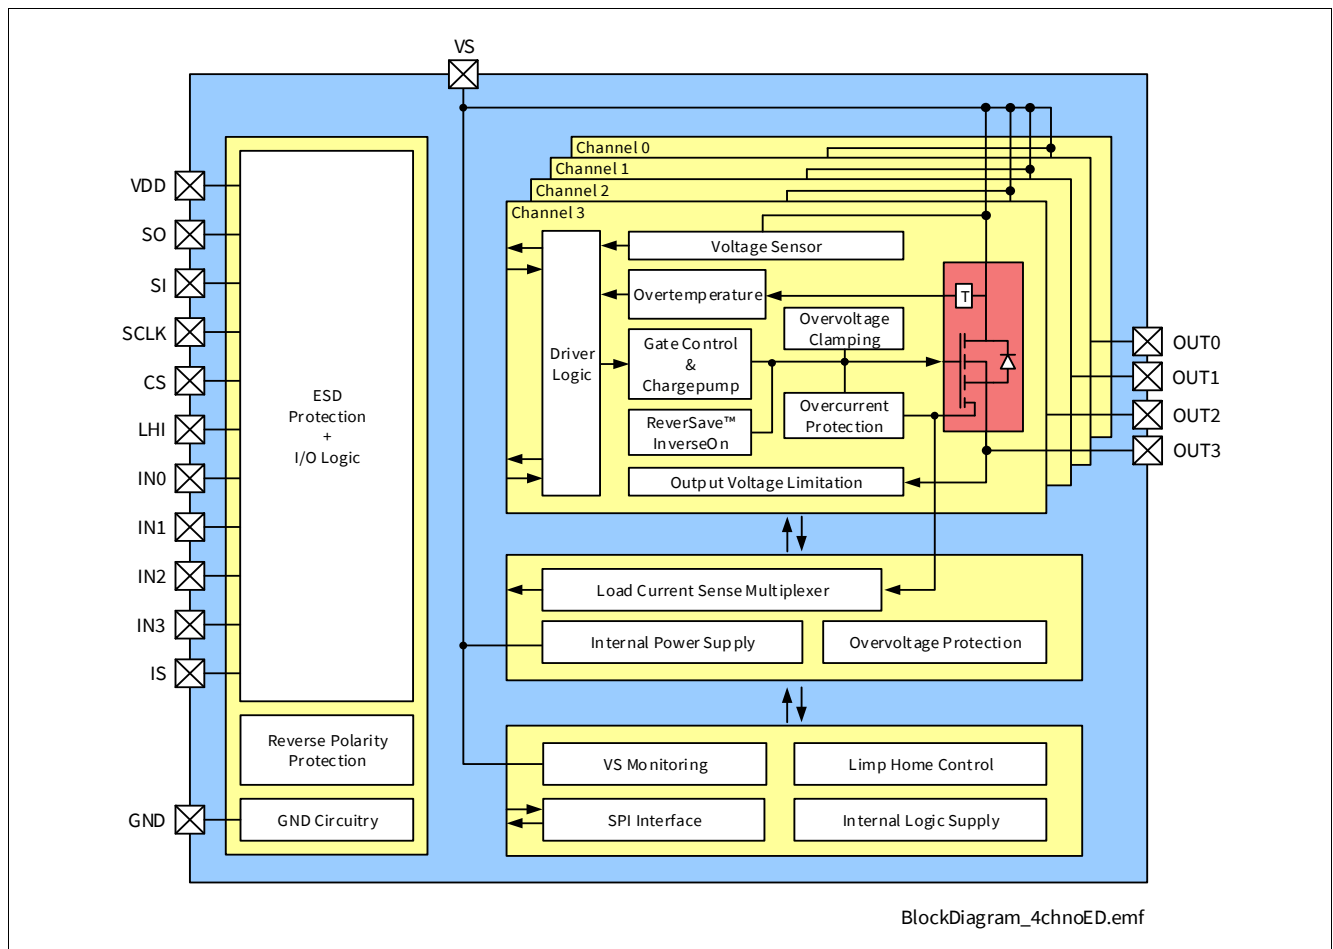 VS
VDD
SO
SI
SCLK
CS
LHI
IN0
IN1
IN2
IN3
IS
GND
ESD
Protection
+
I/O Logic
Reverse Polarity
Protection
GND Circuitry
Channel 0
Channel 1
Channel 2
Channel 3
Driver
Logic
Voltage Sensor
Overtemperature
T
Gate Control
&
Chargepump
Overvoltage
Clamping
ReverSave™
InverseOn
Overcurrent
Protection
Output Voltage Limitation
OUT0
OUT1
OUT2
OUT3
Load Current Sense Multiplexer
Internal Power Supply
Overvoltage Protection
VS Monitoring
Limp Home Control
SPI Interface
Internal Logic Supply
BlockDiagram_4chnoED.emf